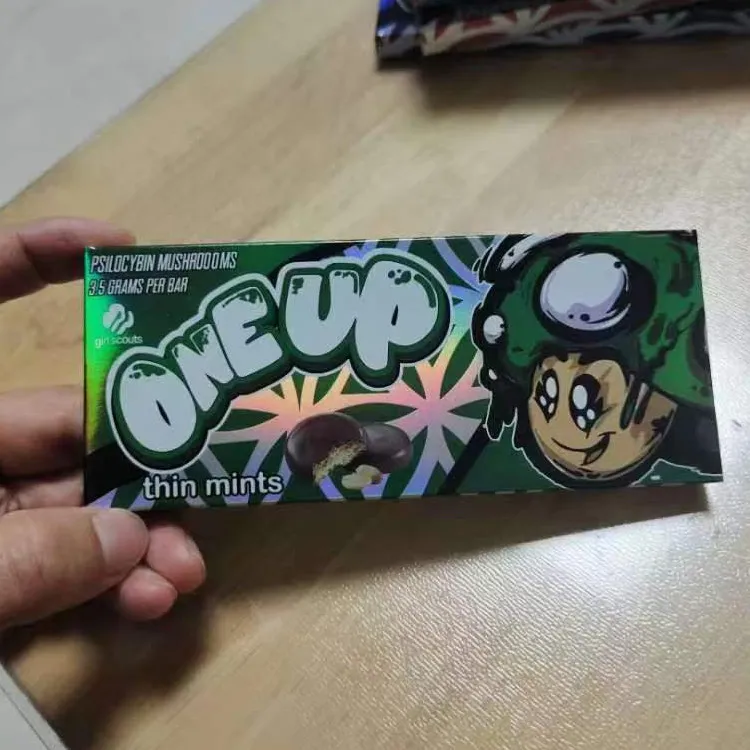 PSILOCYBIN MUSHROOOMS
3.5 GRAMS PER BAR
girl scouts
ONE UP
thin mints